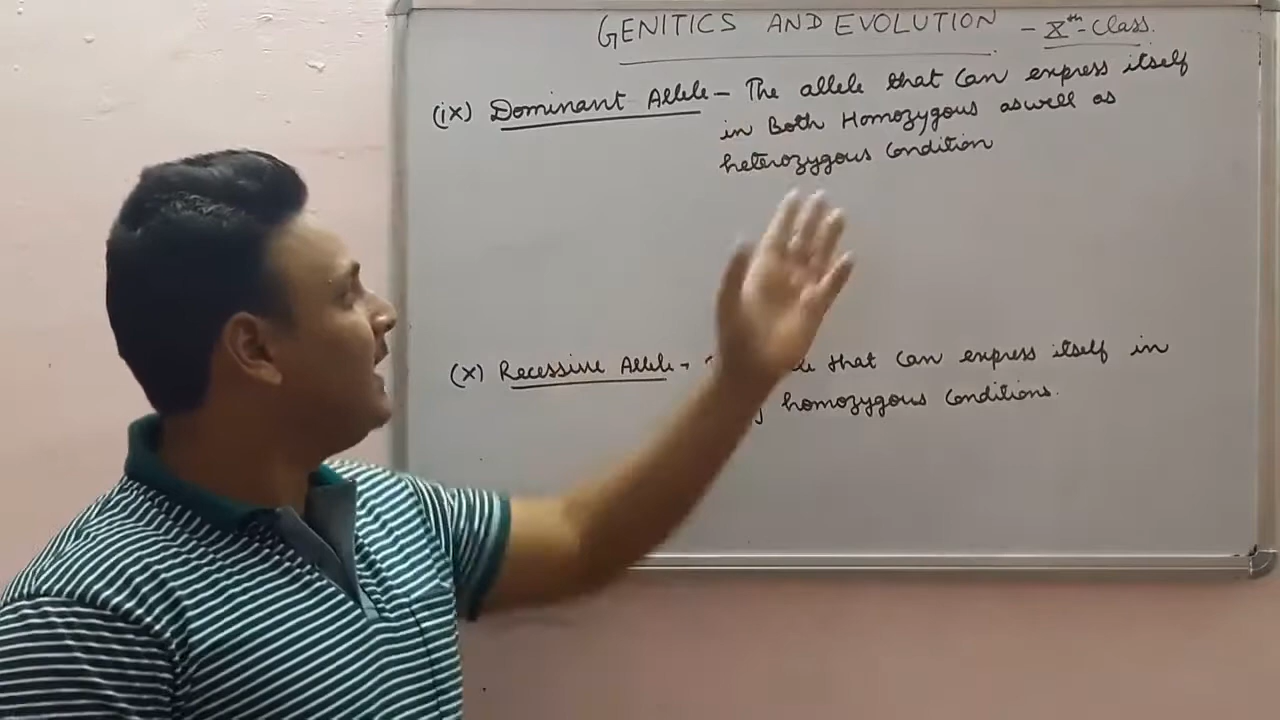 GENITICS AND EVOLUTION - Xth - Class.
(ix) Dominant Allele - The allele that can express itself
in Both Homozygous aswell as
heterozygous Condition
(x) Recessive Allele - that can express itself in
homozygous conditions.